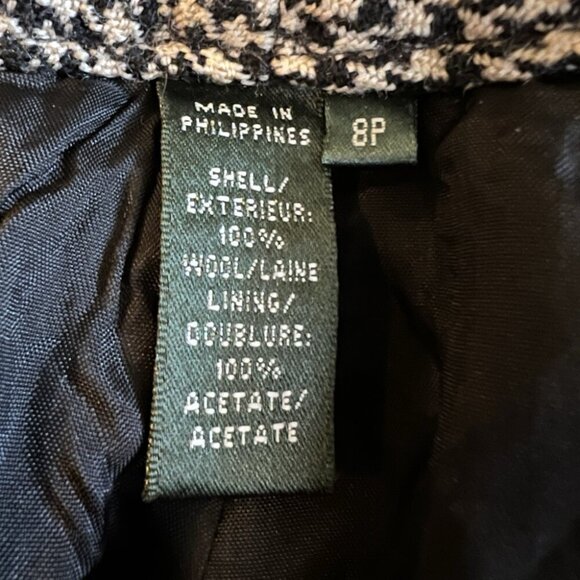 MADE IN
PHILIPPINES
8P
SHELL/
EXTERIEUR:
100%
WOOL/LAINE
LINING/
DOUBLURE:
100%
ACETATE/
ACETATE